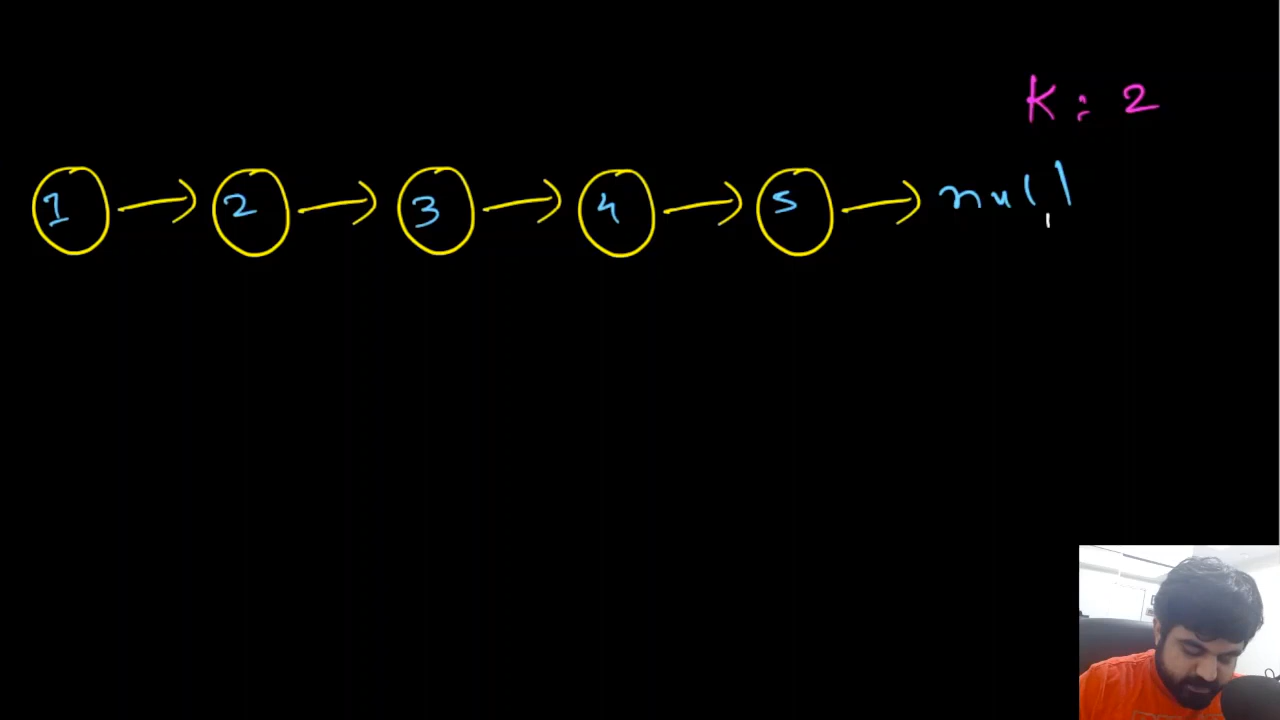 K : 2
1 → 2 → 3 → 4 → 5 → null